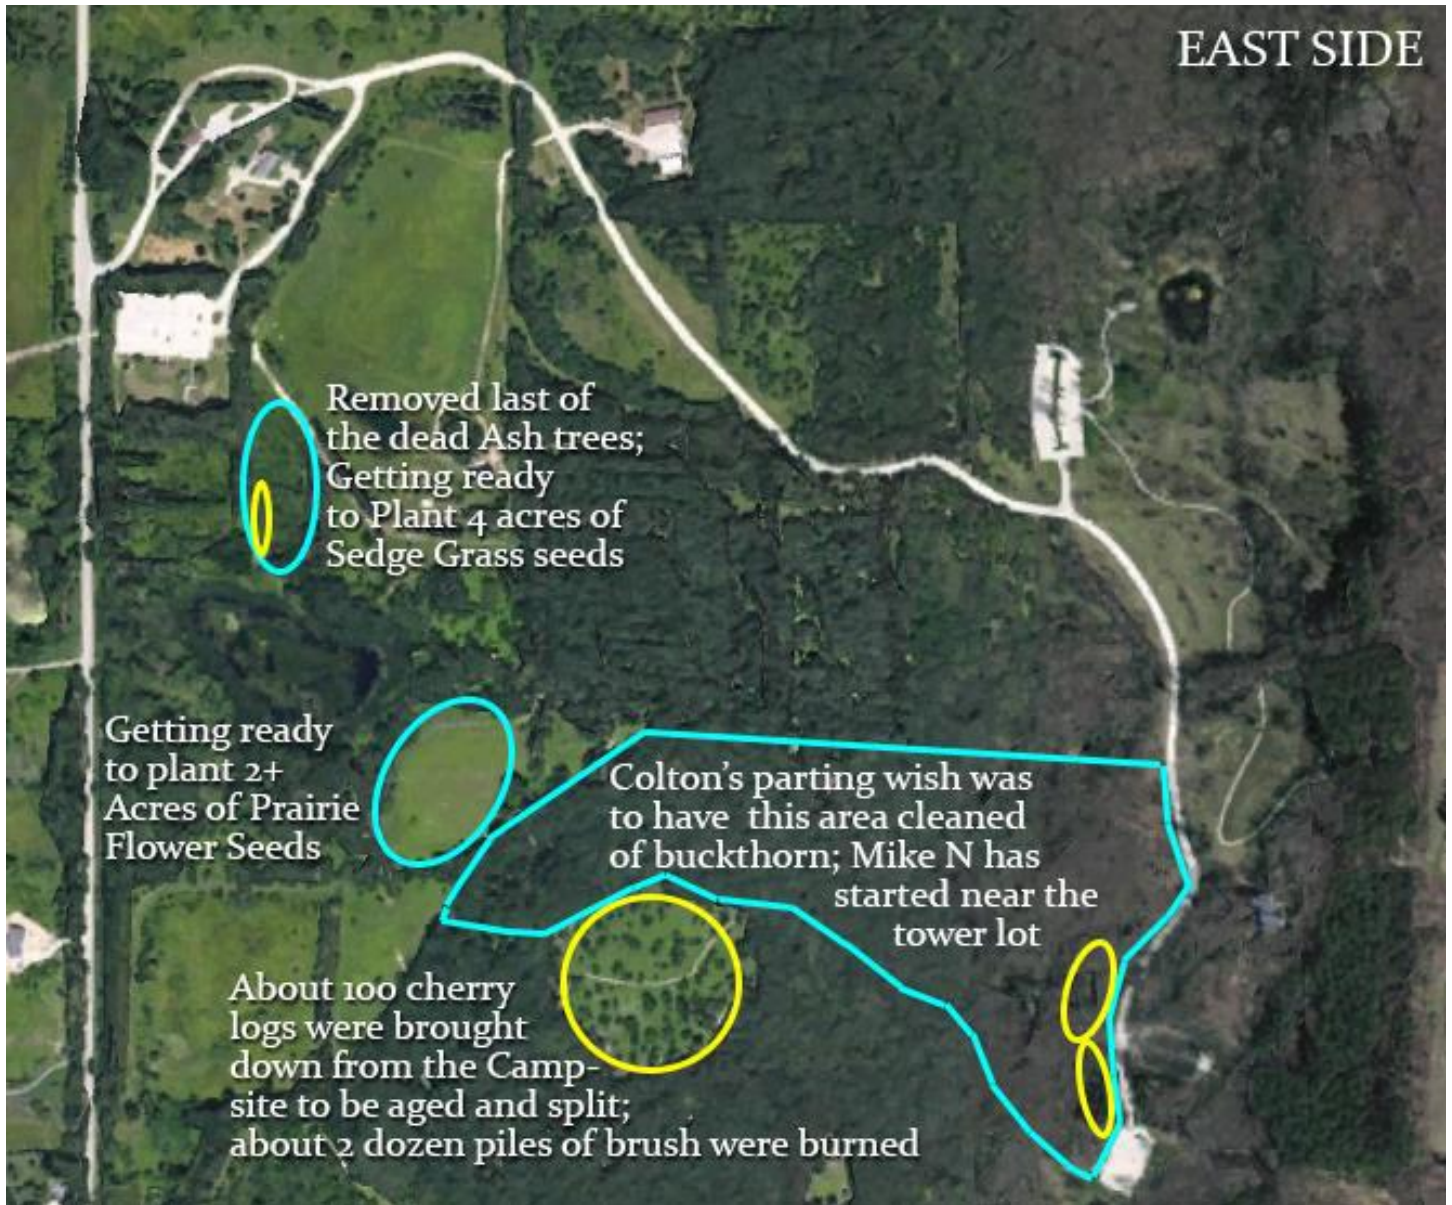 EAST SIDE
Removed last of
the dead Ash trees;
Getting ready
to Plant 4 acres of
Sedge Grass seeds
Getting ready
to plant 2+
Acres of Prairie
Flower Seeds
Colton's parting wish was
to have this area cleaned
of buckthorn; Mike N has
started near the
tower lot
About 100 cherry
logs were brought
down from the Camp-
site to be aged and split;
about 2 dozen piles of brush were burned